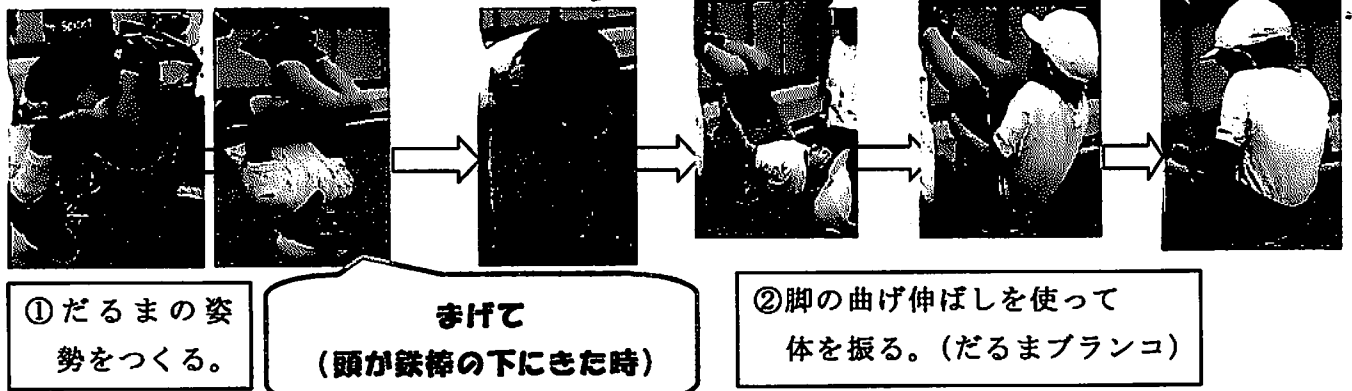 ①だるまの姿
勢をつくる。
まげて
(頭が鉄棒の下にきた時)
②脚の曲げ伸ばしを使って
体を振る。(だるまブランコ)